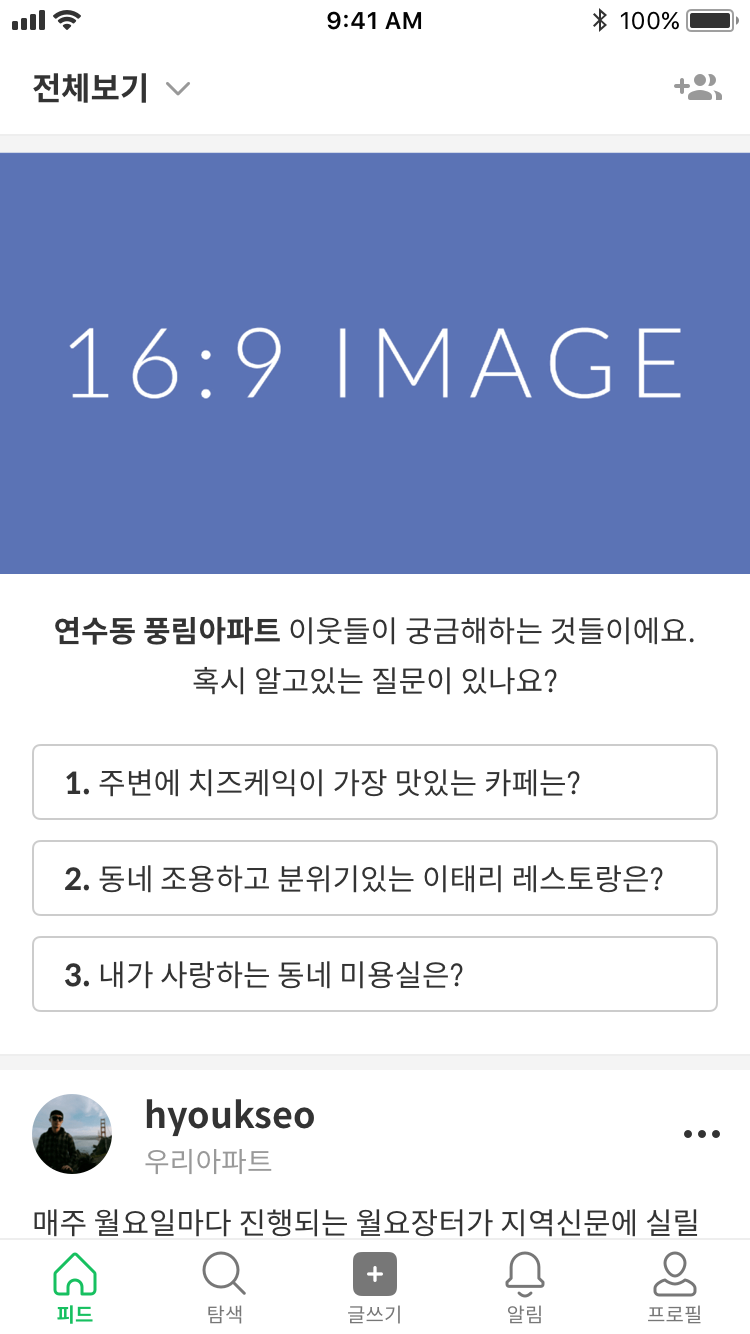 9:41 AM
100%
전체보기
16:9 IMAGE
연수동 풍림아파트 이웃들이 궁금해하는 것들이에요.
혹시 알고있는 질문이 있나요?
1. 주변에 치즈케익이 가장 맛있는 카페는?
2. 동네 조용하고 분위기있는 이태리 레스토랑은?
3. 내가 사랑하는 동네 미용실은?
hyoukseo
우리아파트
매주 월요일마다 진행되는 월요장터가 지역신문에 실릴
피드
탐색
글쓰기
알림
프로필